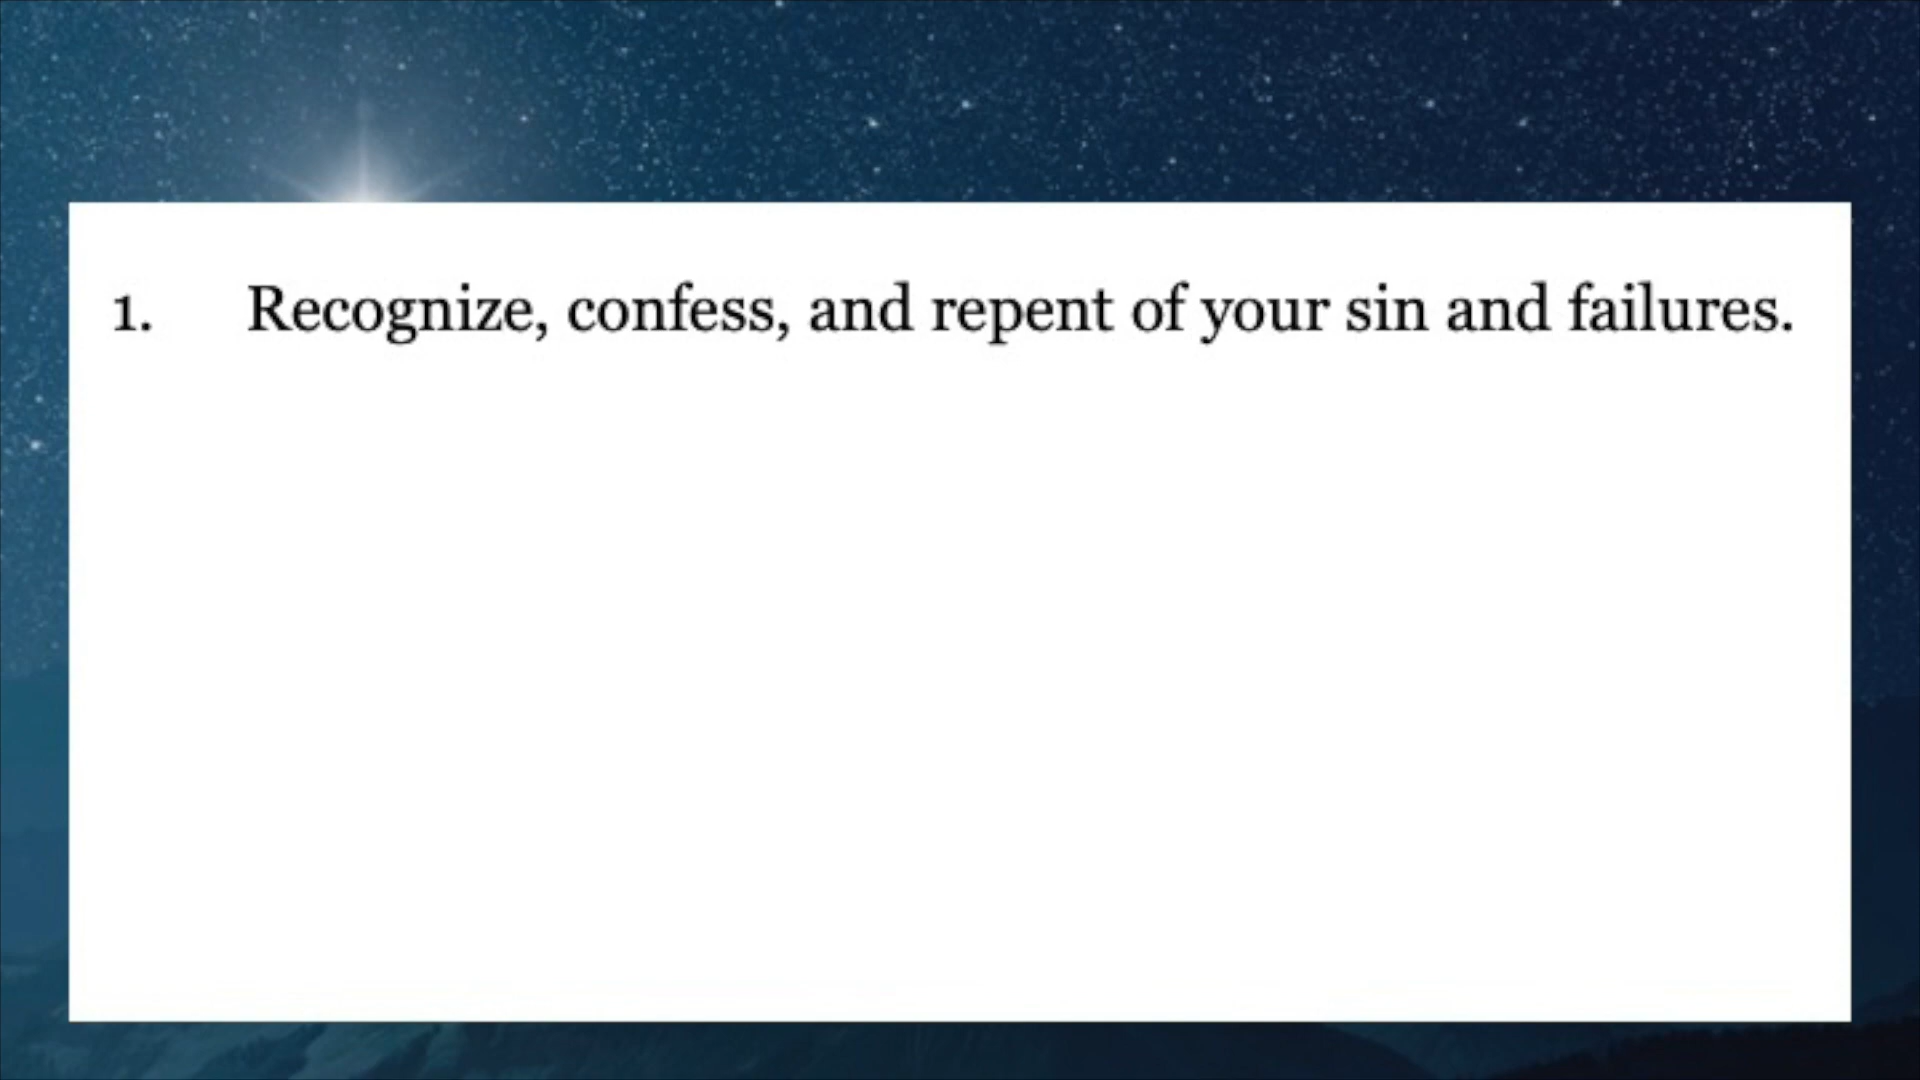 1. Recognize, confess, and repent of your sin and failures.